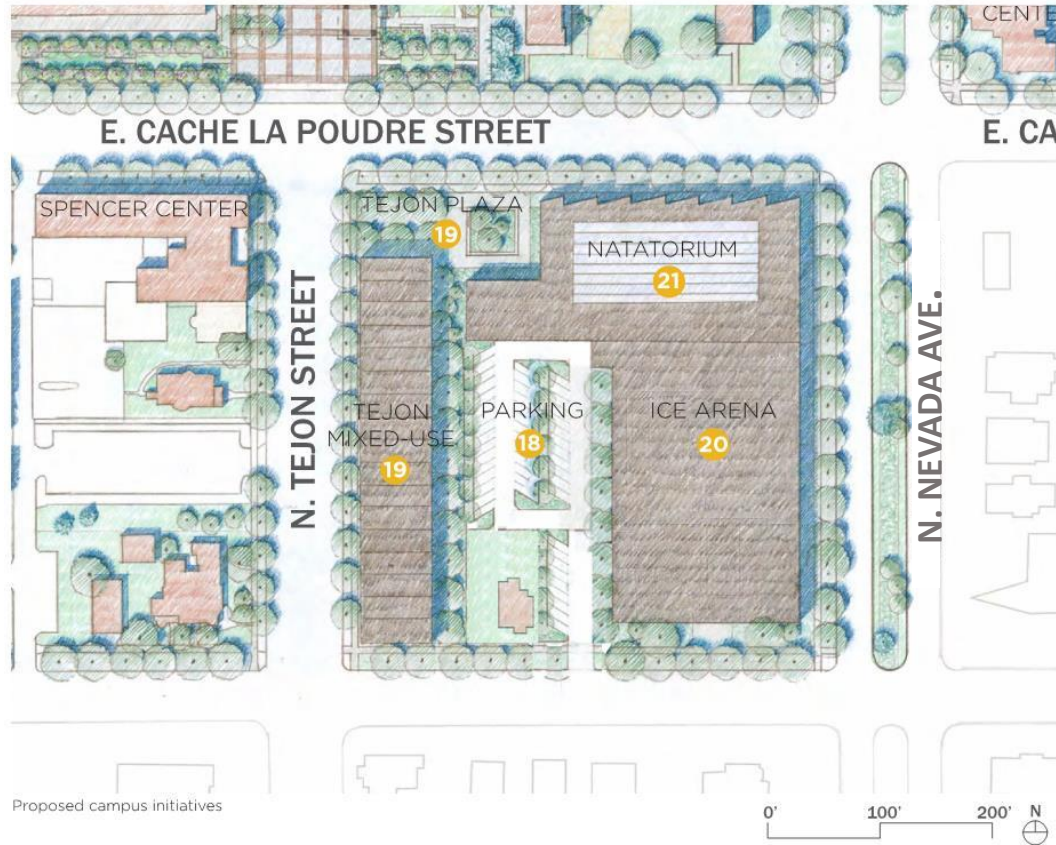 CENTE
E. CACHE LA POUDRE STREET
E. CA
SPENCER CENTER
TEJON PLAZA
19
NATATORIUM
21
N. TEJON STREET
N. NEVADA AVE.
TEJON
MIXED-USE
19
PARKING
18
ICE ARENA
20
Proposed campus initiatives
0'
100'
200'
N